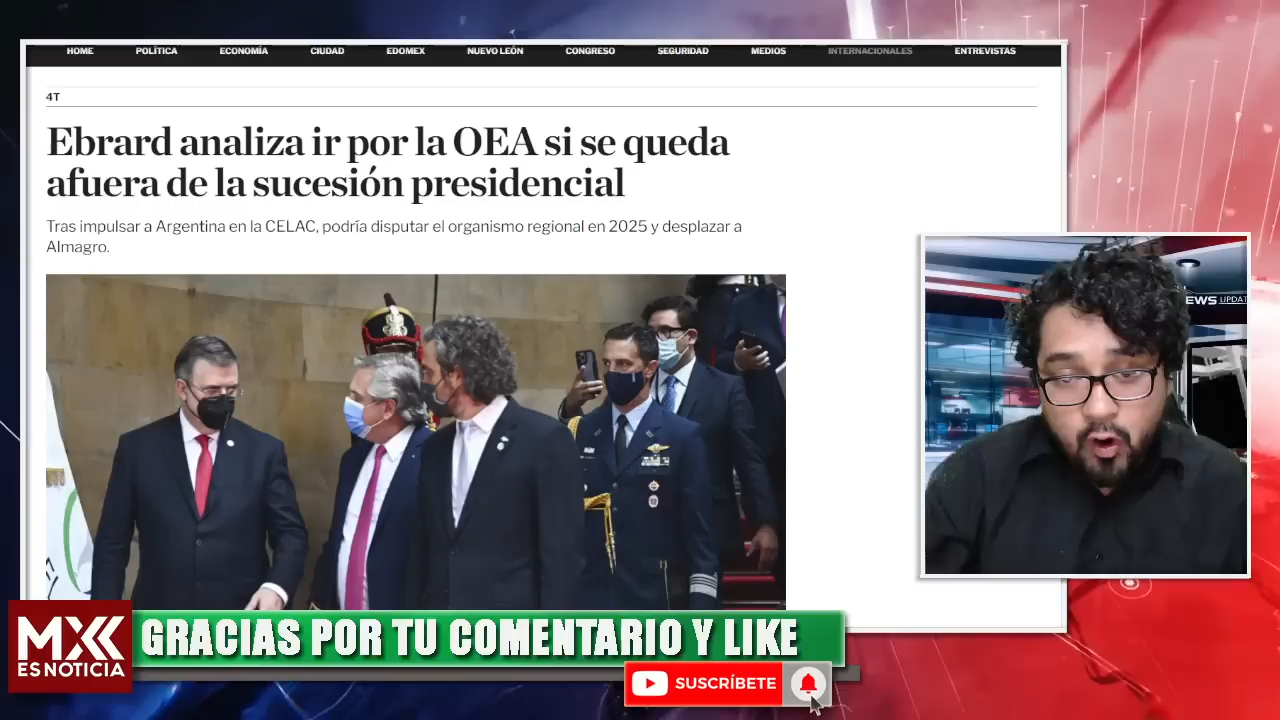 HOME POLÍTICA ECONOMÍA CIUDAD EDOMEX NUEVO LEÓN CONGRESO SEGURIDAD MEDIOS INTERNACIONALES ENTREVISTAS
4T
Ebrard analiza ir por la OEA si se queda
afuera de la sucesión presidencial
Tras impulsar a Argentina en la CELAC, podría disputar el organismo regional en 2025 y desplazar a
Almagro.
EWS UPDAT
MX
ES NOTICIA
GRACIAS POR TU COMENTARIO Y LIKE
SUSCRÍBETE